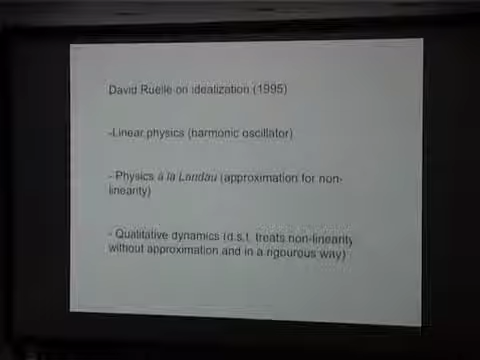 David Ruelle on idealization (1995)
-Linear physics (harmonic oscillator)
- Physics à la Landau (approximation for non-
linearity)
- Qualitative dynamics (d.s.t. treats non-linearity
without approximation and in a rigourous way)